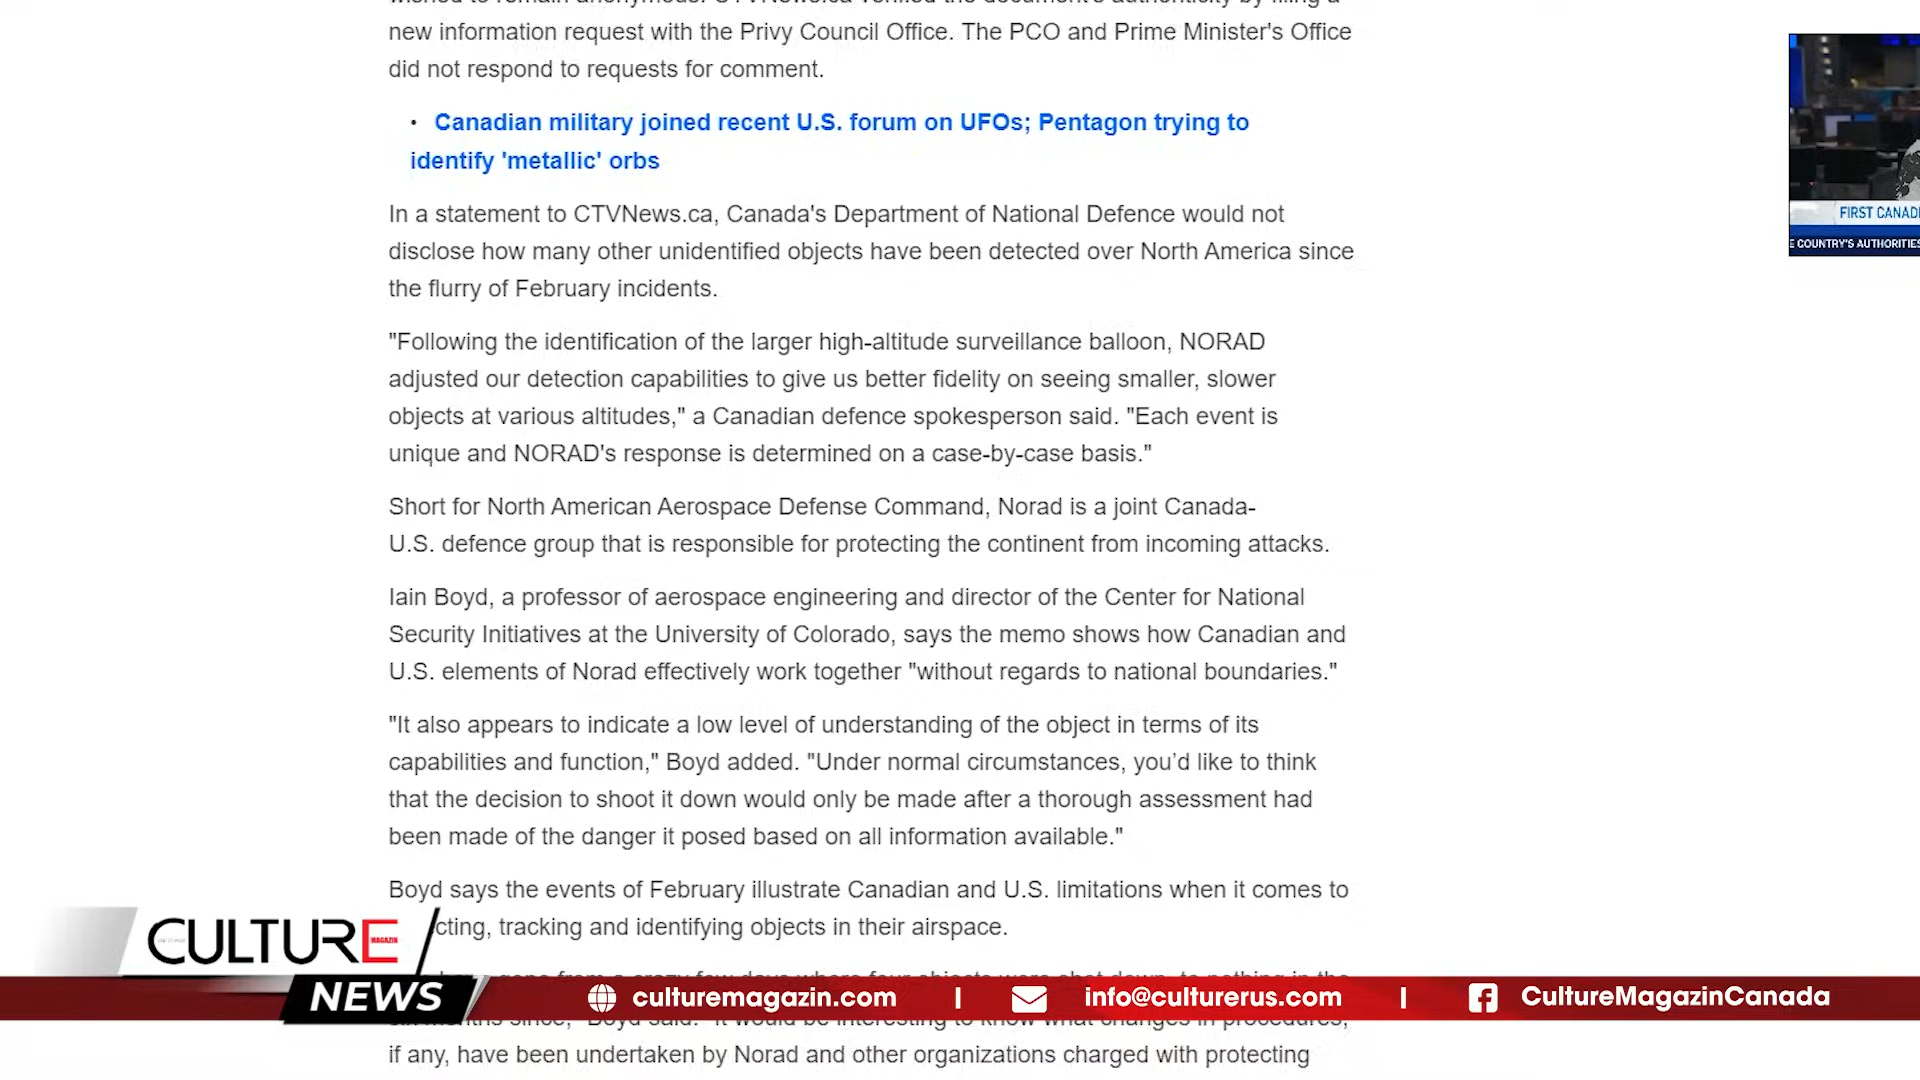 new information request with the Privy Council Office. The PCO and Prime Minister's Office
did not respond to requests for comment.
• Canadian military joined recent U.S. forum on UFOs; Pentagon trying to
identify 'metallic' orbs
In a statement to CTVNews.ca, Canada's Department of National Defence would not
disclose how many other unidentified objects have been detected over North America since
the flurry of February incidents.
"Following the identification of the larger high-altitude surveillance balloon, NORAD
adjusted our detection capabilities to give us better fidelity on seeing smaller, slower
objects at various altitudes," a Canadian defence spokesperson said. "Each event is
unique and NORAD's response is determined on a case-by-case basis."
Short for North American Aerospace Defense Command, Norad is a joint Canada-
U.S. defence group that is responsible for protecting the continent from incoming attacks.
Iain Boyd, a professor of aerospace engineering and director of the Center for National
Security Initiatives at the University of Colorado, says the memo shows how Canadian and
U.S. elements of Norad effectively work together "without regards to national boundaries."
"It also appears to indicate a low level of understanding of the object in terms of its
capabilities and function," Boyd added. "Under normal circumstances, you’d like to think
that the decision to shoot it down would only be made after a thorough assessment had
been made of the danger it posed based on all information available."
Boyd says the events of February illustrate Canadian and U.S. limitations when it comes to
cting, tracking and identifying objects in their airspace.
if any, have been undertaken by Norad and other organizations charged with protecting
FIRST CANAD
E COUNTRY'S AUTHORITIES
CULTURE
MAGAZIN
NEWS
culturemagazin.com | info@culturerus.com | CultureMagazinCanada